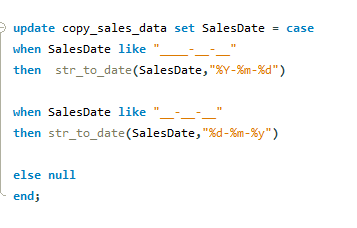 update copy_sales_data set SalesDate = case
when SalesDate like "____-__-__"
then  str_to_date(SalesDate,"%Y-%m-%d")
when SalesDate like "__-__-__"
then str_to_date(SalesDate,"%d-%m-%y")
else null
end;